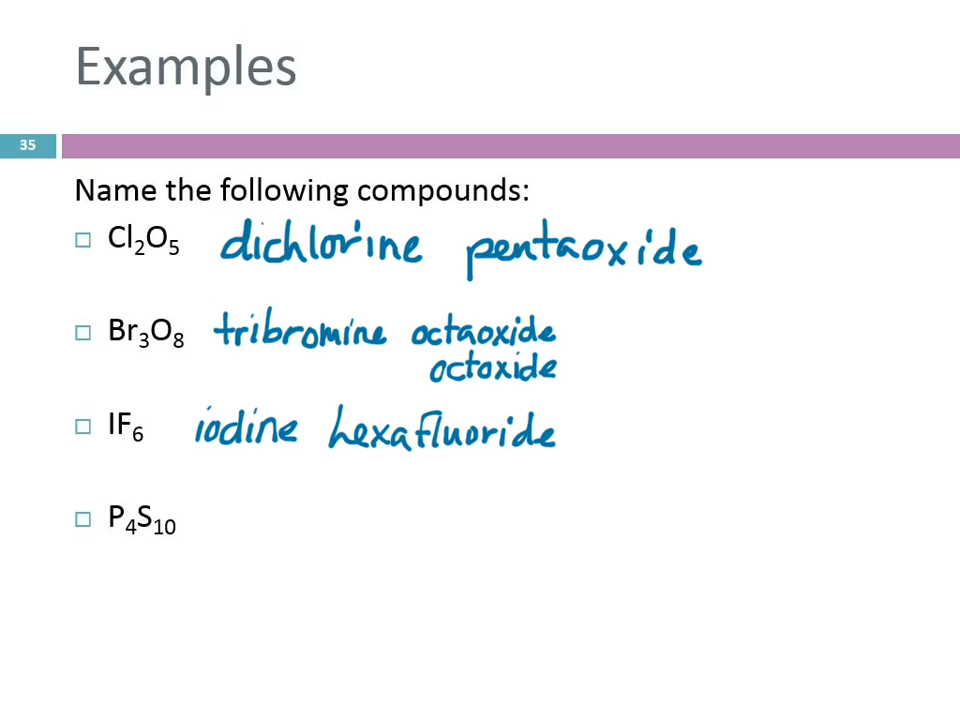 Examples
35
Name the following compounds:
Cl₂O₅ dichlorine pentaoxide
Br₃O₈ tribromine octaoxide
octoxide
IF₆ iodine hexafluoride
P₄S₁₀